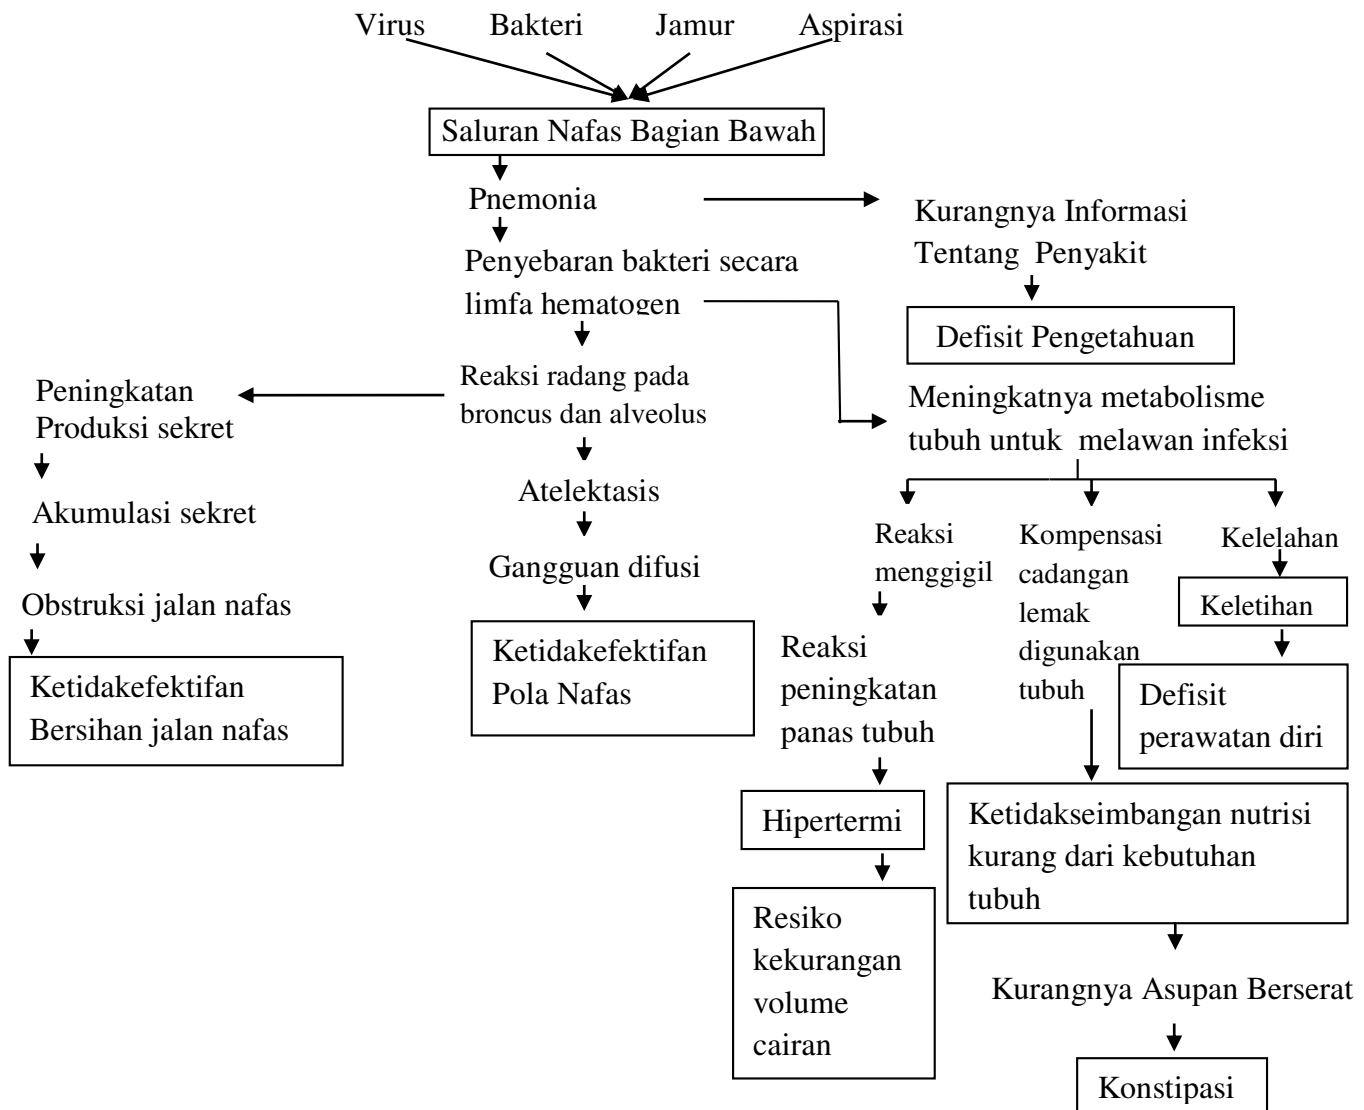 Virus Bakteri Jamur Aspirasi
Saluran Nafas Bagian Bawah
Pnemonia
Kurangnya Informasi
Tentang Penyakit
Penyebaran bakteri secara
limfa hematogen
Defisit Pengetahuan
Reaksi radang pada
broncus dan alveolus
Peningkatan
Produksi sekret
Meningkatnya metabolisme
tubuh untuk melawan infeksi
Akumulasi sekret
Obstruksi jalan nafas
Ketidakefektifan
Bersihan jalan nafas
Atelektasis
Gangguan difusi
Ketidakefektifan
Pola Nafas
Reaksi
menggigil
Reaksi
peningkatan
panas tubuh
Hipertermi
Resiko
kekurangan
volume
cairan
Kompensasi
cadangan
lemak
digunakan
tubuh
Kelelahan
Keletihan
Defisit
perawatan diri
Ketidakseimbangan nutrisi
kurang dari kebutuhan
tubuh
Kurangnya Asupan Berserat
Konstipasi